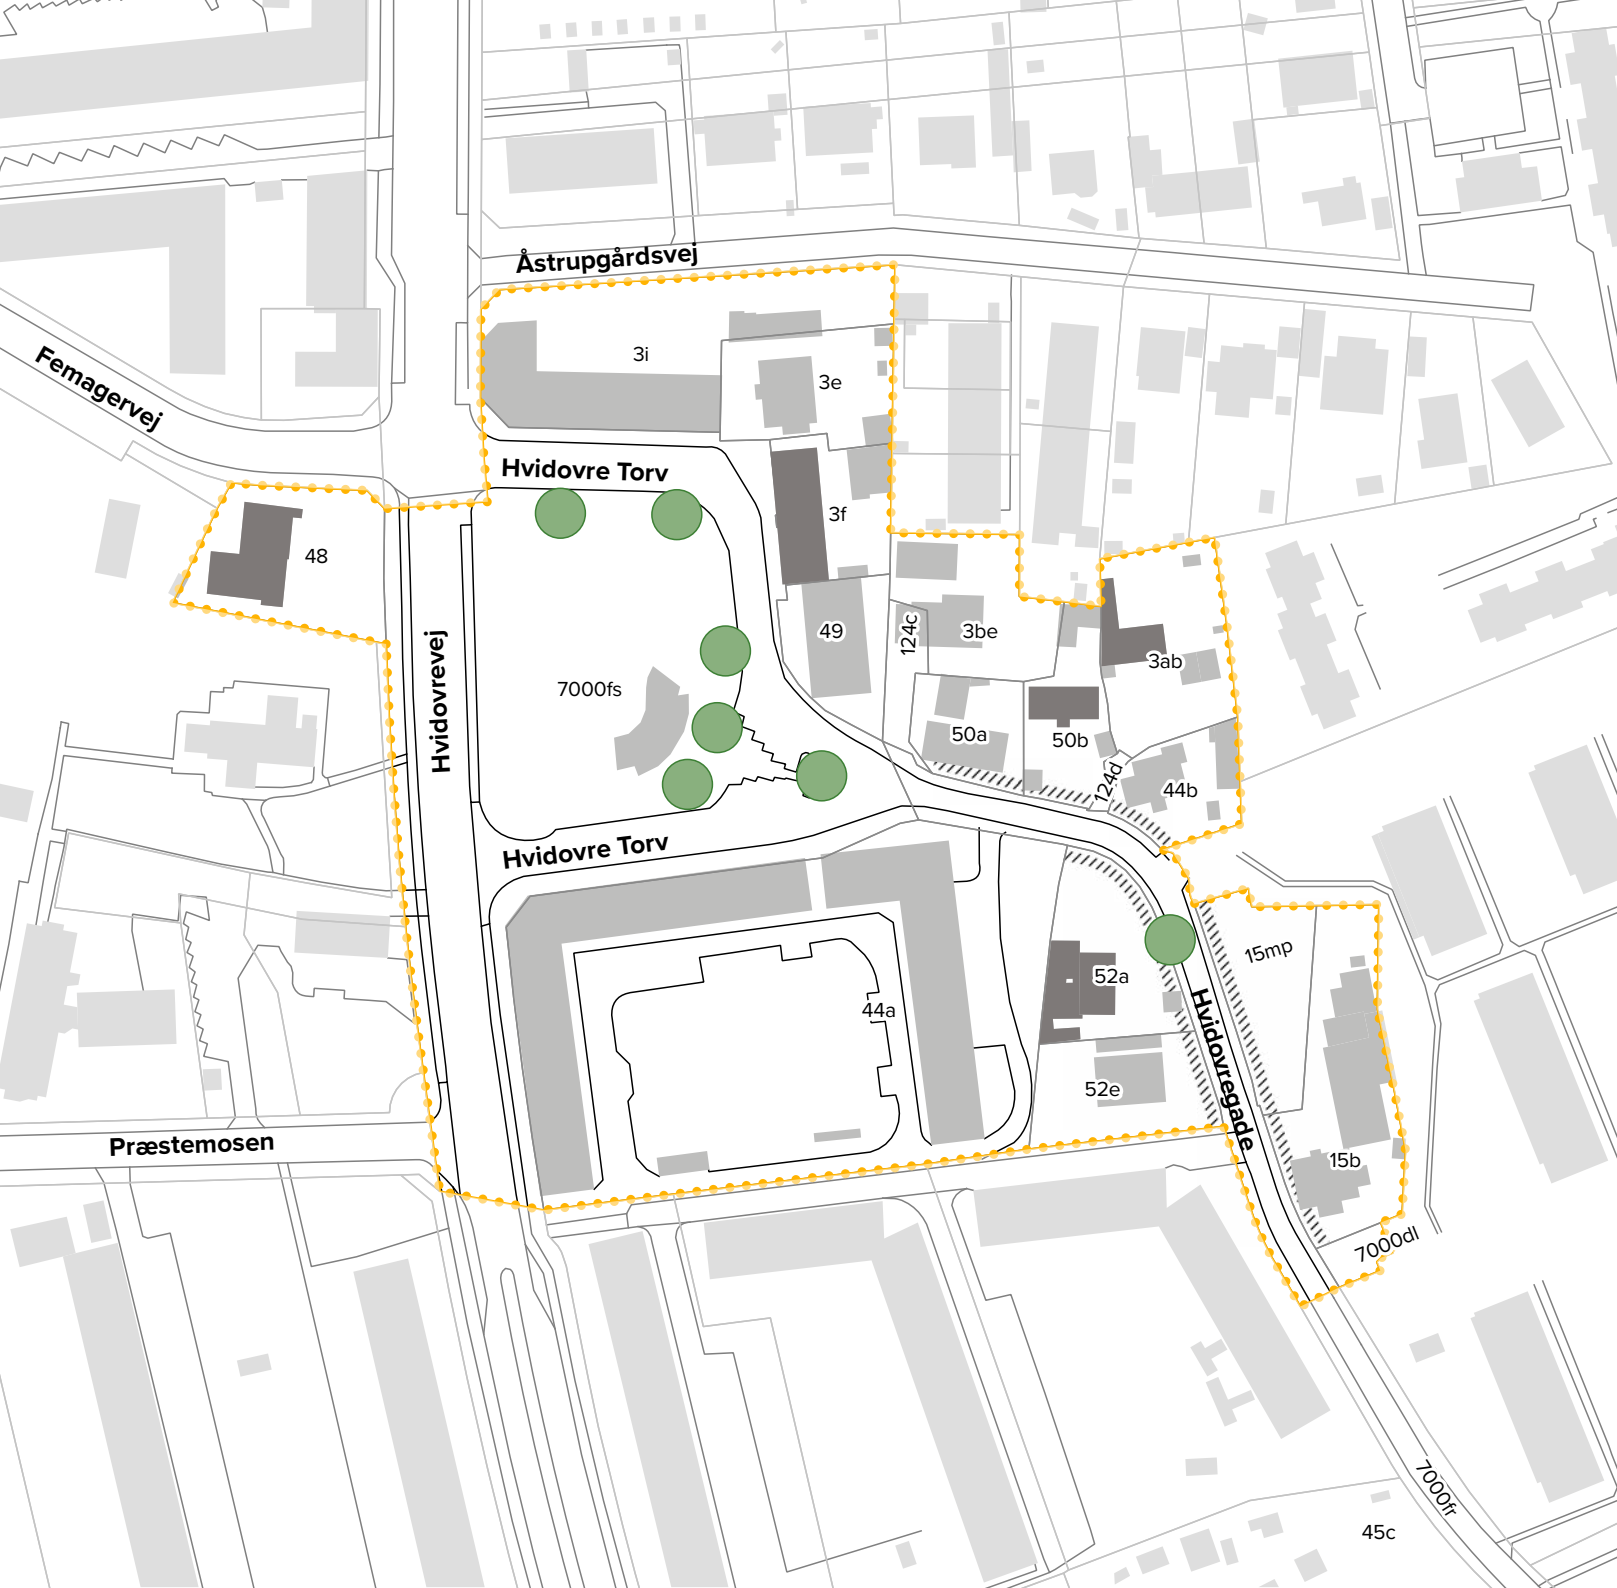 Åstrupgårdsvej
3i
3e
Femagervej
Hvidovre Torv
3f
48
124c
49
3be
3ab
Hvidovrevej
7000fs
50a
50b
124d
44b
Hvidovre Torv
15mp
52a
44a
Hvidovregade
52e
Præstemosen
15b
7000dl
7000fr
45c